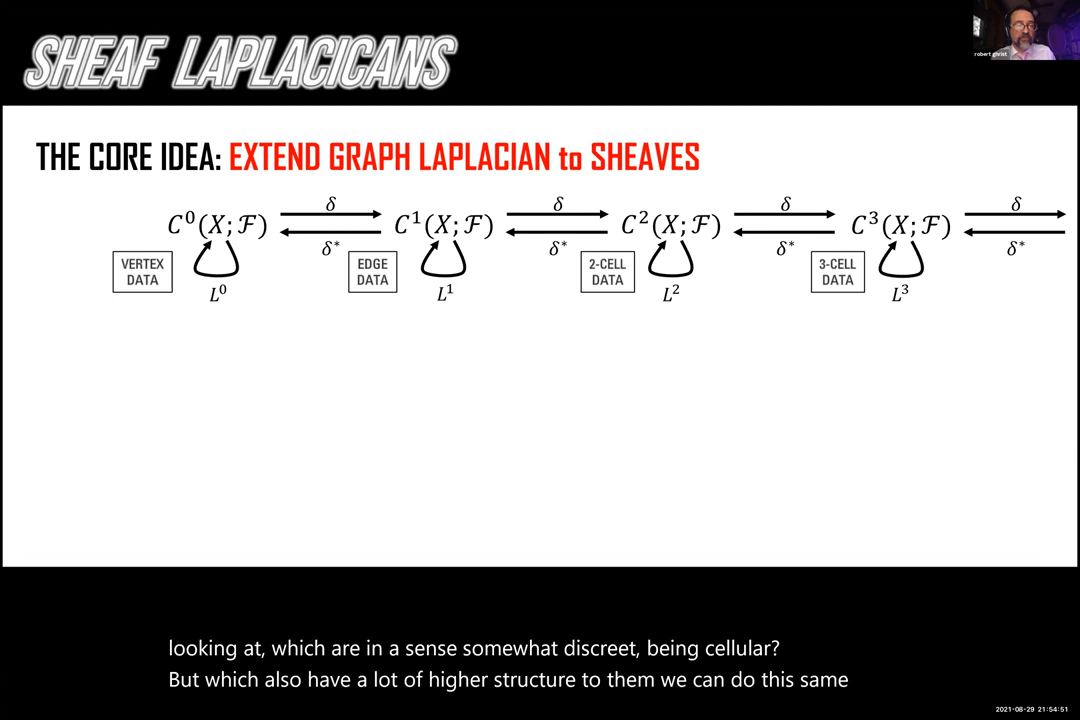 SHEAF LAPLACICANS
robert ghrist
THE CORE IDEA: EXTEND GRAPH LAPLACIAN to SHEAVES
C⁰(X;ℱ) δ C¹(X;ℱ) δ C²(X;ℱ) δ C³(X;ℱ) δ
δ* δ* δ* δ*
VERTEX DATA EDGE DATA 2-CELL DATA 3-CELL DATA
L⁰ L¹ L² L³
looking at, which are in a sense somewhat discreet, being cellular?
But which also have a lot of higher structure to them we can do this same
2021-08-29 21:54:51